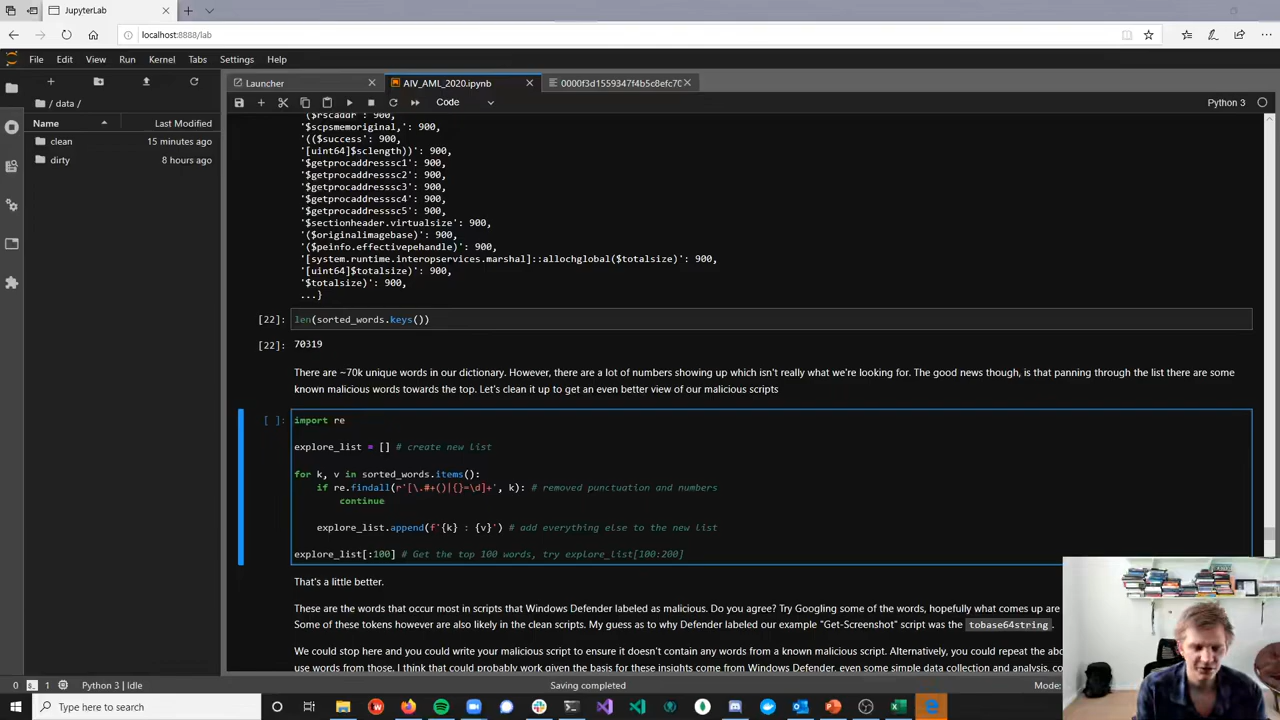 JupyterLab
localhost:8888/lab
File Edit View Run Kernel Tabs Settings Help
Launcher
AIV_AML_2020.ipynb
0000f3d1559347f4b5c8efc7(
Code
Python 3
/ data /
Name Last Modified
clean 15 minutes ago
dirty 8 hours ago
'($rscaddr': 900,
'$scpsmemoriginal,': 900,
'(($success': 900,
'[uint64]$sclength))': 900,
'$getprocaddresssc1': 900,
'$getprocaddresssc2': 900,
'$getprocaddresssc3': 900,
'$getprocaddresssc4': 900,
'$getprocaddresssc5': 900,
'$sectionheader.virtualsize': 900,
'($originalimagebase)': 900,
'($peinfo.effectivepehandle)': 900,
'[system.runtime.interopservices.marshal]::allochglobal($totalsize)': 900,
'[uint64]$totalsize)': 900,
'$totalsize)': 900,
...}
[22]: len(sorted_words.keys())
[22]: 70319
There are ~70k unique words in our dictionary. However, there are a lot of numbers showing up which isn't really what we're looking for. The good news though, is that panning through the list there are some
known malicious words towards the top. Let's clean it up to get an even better view of our malicious scripts
[ ]: import re
explore_list = [] # create new list
for k, v in sorted_words.items():
if re.findall(r'[\.#+()|{}=\d]+', k): # removed punctuation and numbers
continue
explore_list.append(f'{k} : {v}') # add everything else to the new list
explore_list[:100] # Get the top 100 words, try explore_list[100:200]
That's a little better.
These are the words that occur most in scripts that Windows Defender labeled as malicious. Do you agree? Try Googling some of the words, hopefully what comes up are
Some of these tokens however are also likely in the clean scripts. My guess as to why Defender labeled our example "Get-Screenshot" script was the tobase64string.
We could stop here and you could write your malicious script to ensure it doesn't contain any words from a known malicious script. Alternatively, you could repeat the abo
use words from those. I think that could probably work given the basis for these insights come from Windows Defender, even some simple data collection and analysis, co
0 1 Python 3 | Idle
Saving completed
Mode:
Type here to search